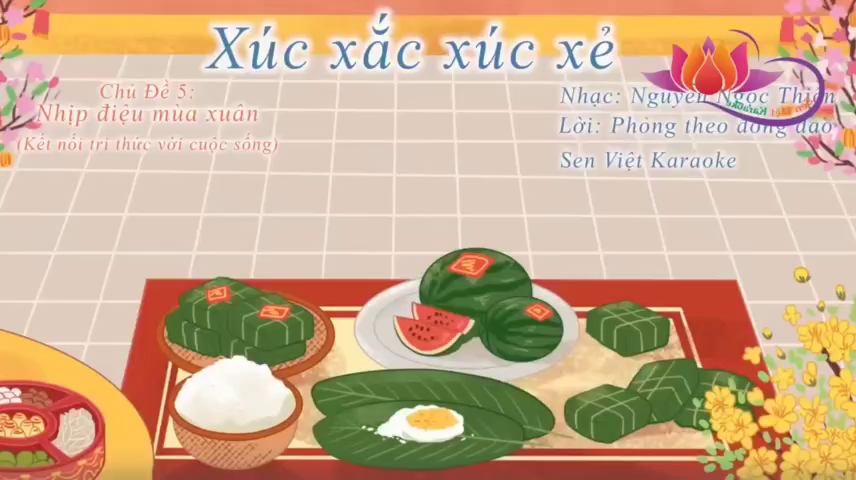 Xúc xắc xúc xẻ
Chủ Đề 5:
Nhịp điệu mùa xuân
(Kết nối tri thức với cuộc sống)
Nhạc: Nguyễn Ngọc Thiện
Lời: Phỏng theo đồng dao
Sen Việt Karaoke